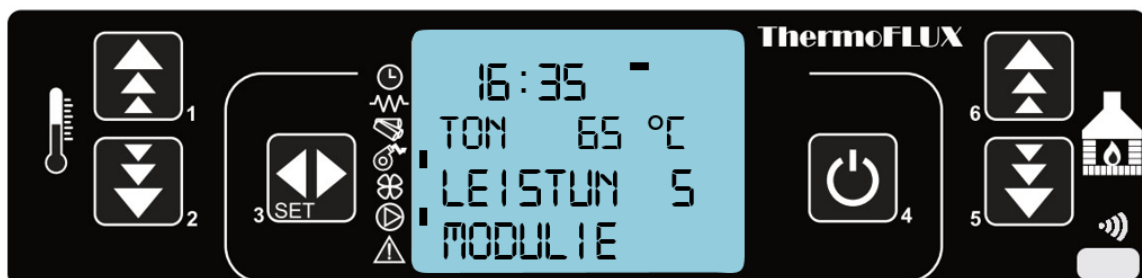 ThermoFLUX
16:35
TON 65 °C
LEISTUN 5
MODULIE
1
2
3 SET
4
6
5